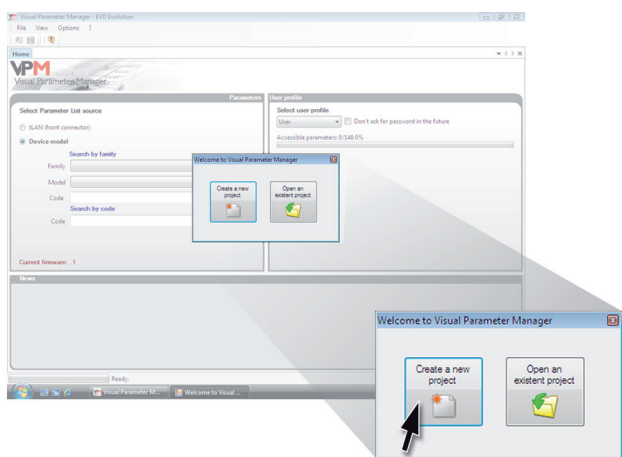 Visual Parameter Manager - EVD Evolution
File View Options ?
Home
VPM
Visual Parameter Manager
Parameters
Select Parameter List source
tLAN (front connector)
Device model
Search by family
Family
Model
Code
Search by code
Code
Current firmware: .1
User profile
Select user profile
User
Don't ask for password in the future
Accessible parameters: 0/148 0%
Welcome to Visual Parameter Manager
Create a new
project
Open an
existent project
News
Ready.
Visual Parameter M...
Welcome to Visual ...
Welcome to Visual Parameter Manager
Create a new
project
Open an
existent project